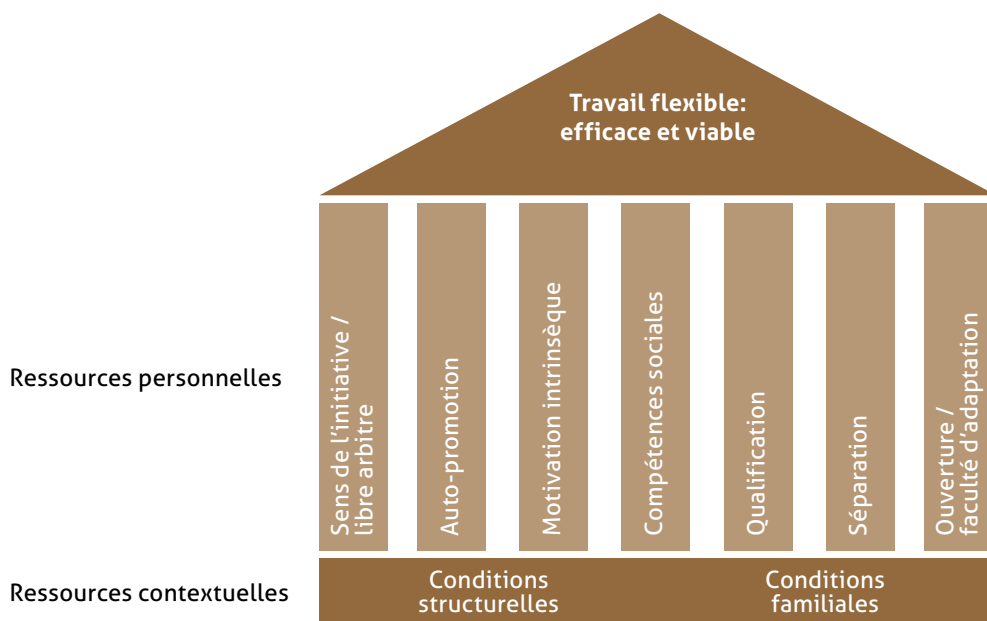 Travail flexible:
efficace et viable
Ressources personnelles
Sens de l’initiative /
libre arbitre
Auto-promotion
Motivation intrinsèque
Compétences sociales
Qualification
Séparation
Ouverture /
faculté d’adaptation
Ressources contextuelles
Conditions
structurelles
Conditions
familiales